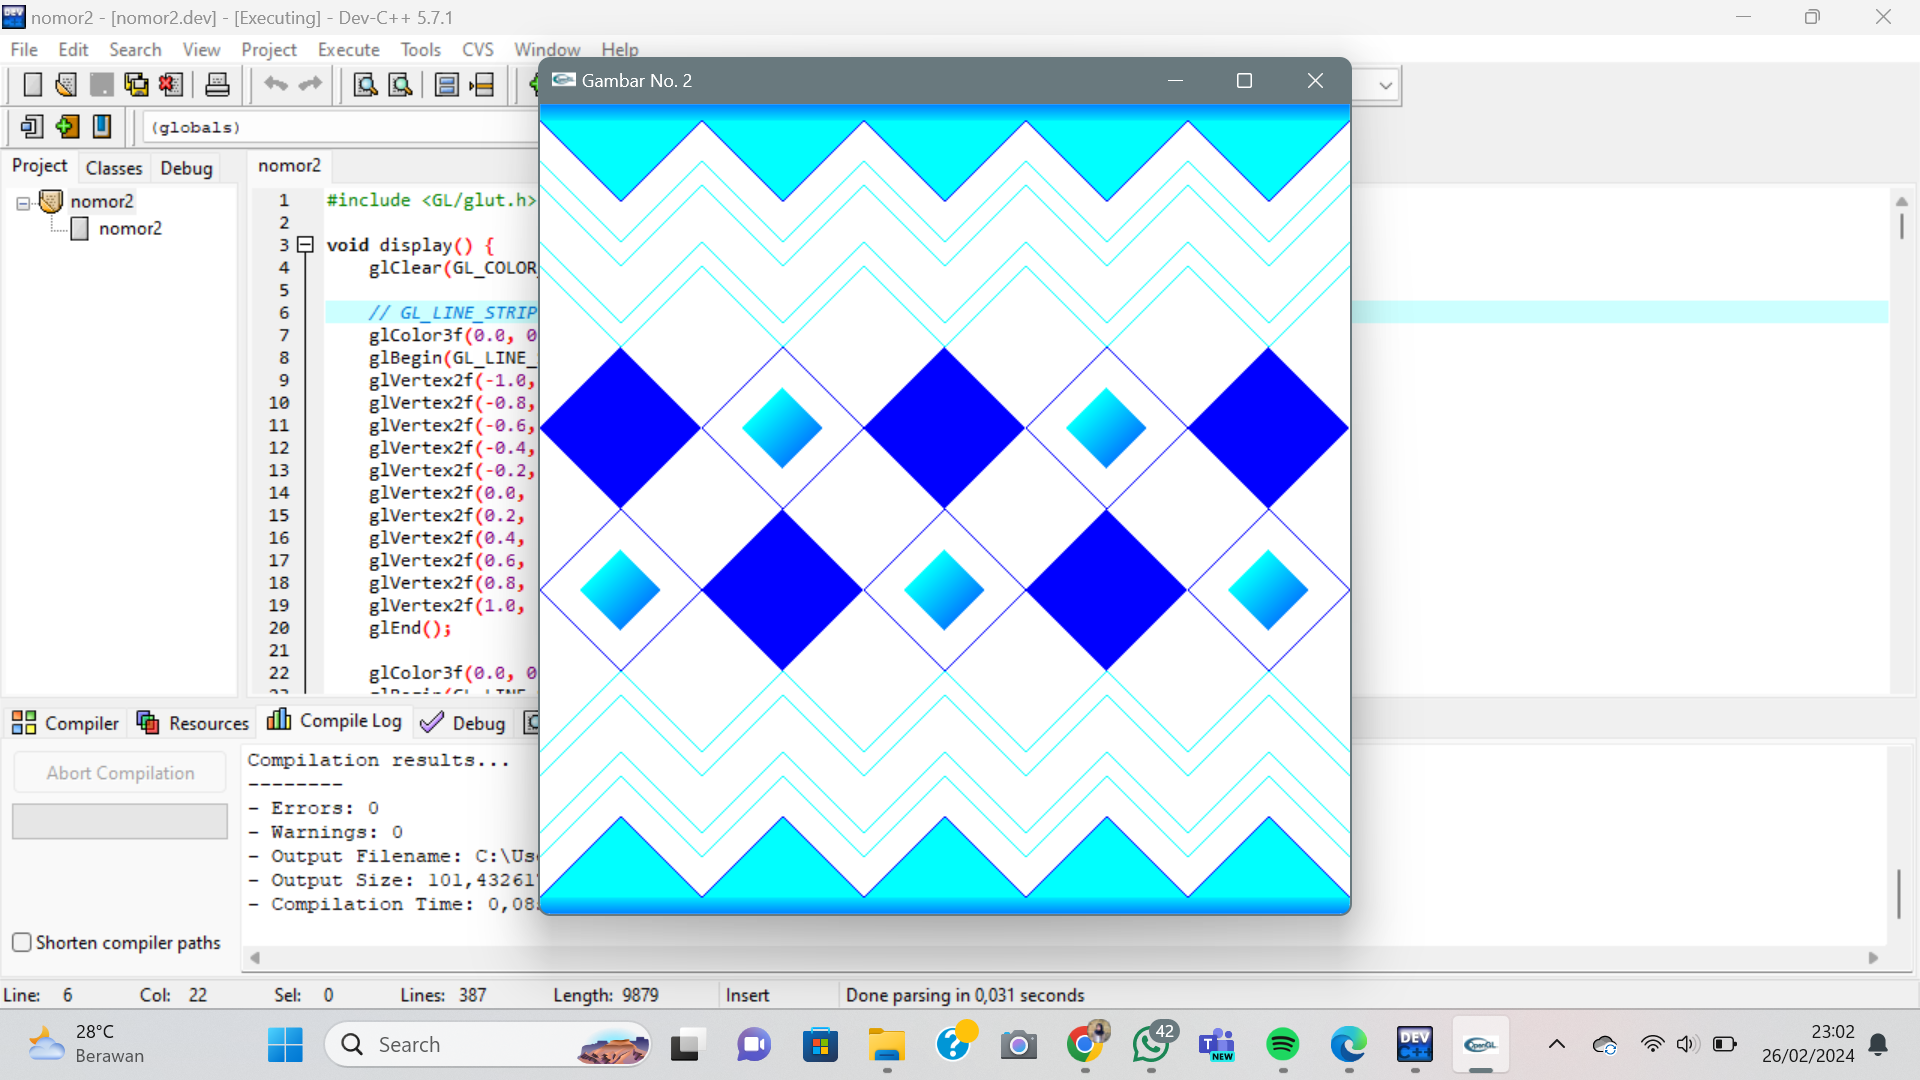 nomor2 - [nomor2.dev] - [Executing] - Dev-C++ 5.7.1
File Edit Search View Project Execute Tools CVS Window Help
Gambar No. 2
(globals)
Project Classes Debug
nomor2
nomor2
nomor2
1 #include <GL/glut.h>
2
3 void display() {
4 glClear(GL_COLOR
5
6 // GL_LINE_STRIP
7 glColor3f(0.0, 0
8 glBegin(GL_LINE_
9 glVertex2f(-1.0,
10 glVertex2f(-0.8,
11 glVertex2f(-0.6,
12 glVertex2f(-0.4,
13 glVertex2f(-0.2,
14 glVertex2f(0.0,
15 glVertex2f(0.2,
16 glVertex2f(0.4,
17 glVertex2f(0.6,
18 glVertex2f(0.8,
19 glVertex2f(1.0,
20 glEnd();
21
22 glColor3f(0.0, 0
Compiler Resources Compile Log Debug
Abort Compilation
Shorten compiler paths
Compilation results...
--------
- Errors: 0
- Warnings: 0
- Output Filename: C:\Us
- Output Size: 101,43261
- Compilation Time: 0,08
Line: 6 Col: 22 Sel: 0 Lines: 387 Length: 9879 Insert Done parsing in 0,031 seconds
28°C
Berawan
Search
42
T
NEW
DEV
C++
OpenGL
23:02
26/02/2024